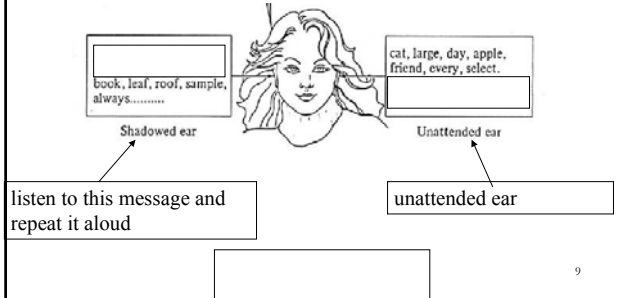 book, leaf, roof, sample,
always..........
Shadowed ear
cat, large, day, apple,
friend, every, select.
Unattended ear
listen to this message and
repeat it aloud
unattended ear
9